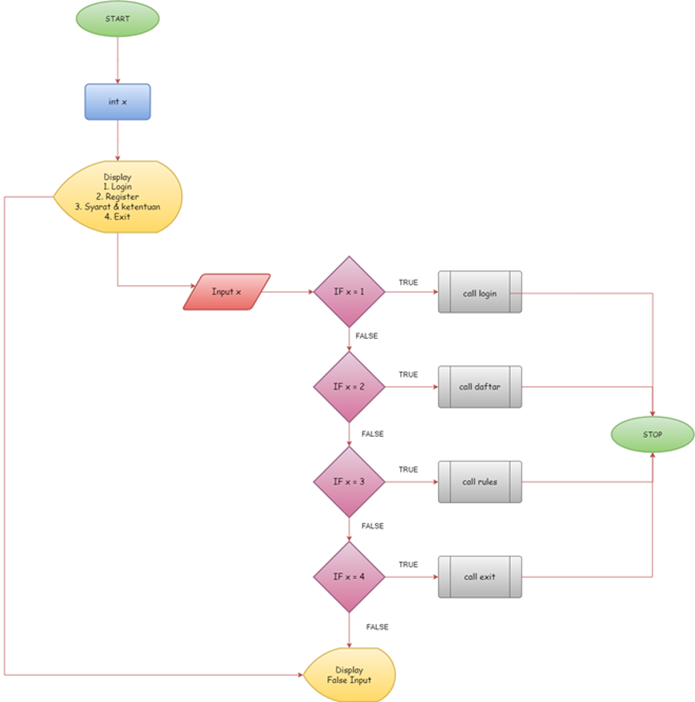 START
int x
Display
1. Login
2. Register
3. Syarat & ketentuan
4. Exit
Input x
IF x = 1
TRUE
call login
FALSE
IF x = 2
TRUE
call daftar
FALSE
STOP
IF x = 3
TRUE
call rules
FALSE
IF x = 4
TRUE
call exit
FALSE
Display
False Input